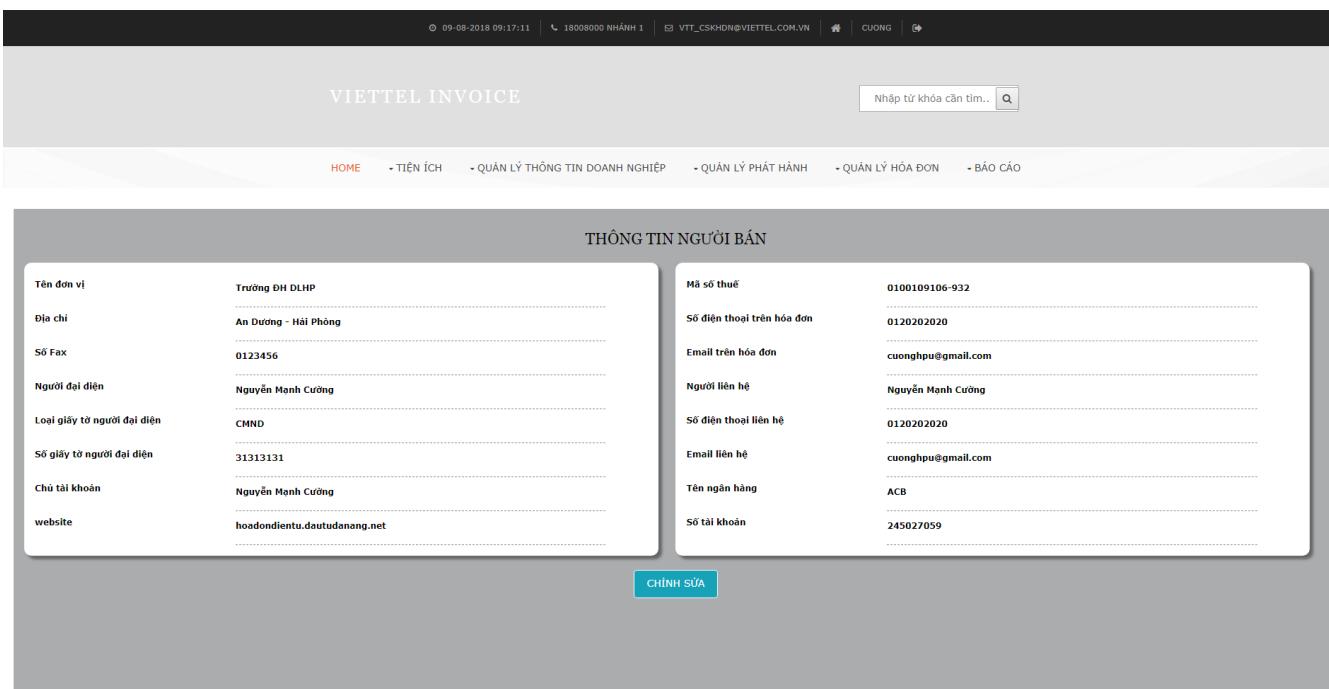 09-08-2018 09:17:11 18008000 NHÁNH 1 VTT_CSKHDN@VIETTEL.COM.VN CUONG
VIETTEL INVOICE
Nhập từ khóa cần tìm..
HOME TIỆN ÍCH QUẢN LÝ THÔNG TIN DOANH NGHIỆP QUẢN LÝ PHÁT HÀNH QUẢN LÝ HÓA ĐƠN BÁO CÁO
THÔNG TIN NGƯỜI BÁN
Tên đơn vị Trường ĐH DLHP
Địa chỉ An Dương - Hải Phòng
Số Fax 0123456
Người đại diện Nguyễn Mạnh Cường
Loại giấy tờ người đại diện CMND
Số giấy tờ người đại diện 31313131
Chủ tài khoản Nguyễn Mạnh Cường
website hoadondientu.dautudanang.net
Mã số thuế 0100109106-932
Số điện thoại trên hóa đơn 0120202020
Email trên hóa đơn cuonghpu@gmail.com
Người liên hệ Nguyễn Mạnh Cường
Số điện thoại liên hệ 0120202020
Email liên hệ cuonghpu@gmail.com
Tên ngân hàng ACB
Số tài khoản 245027059
CHỈNH SỬA